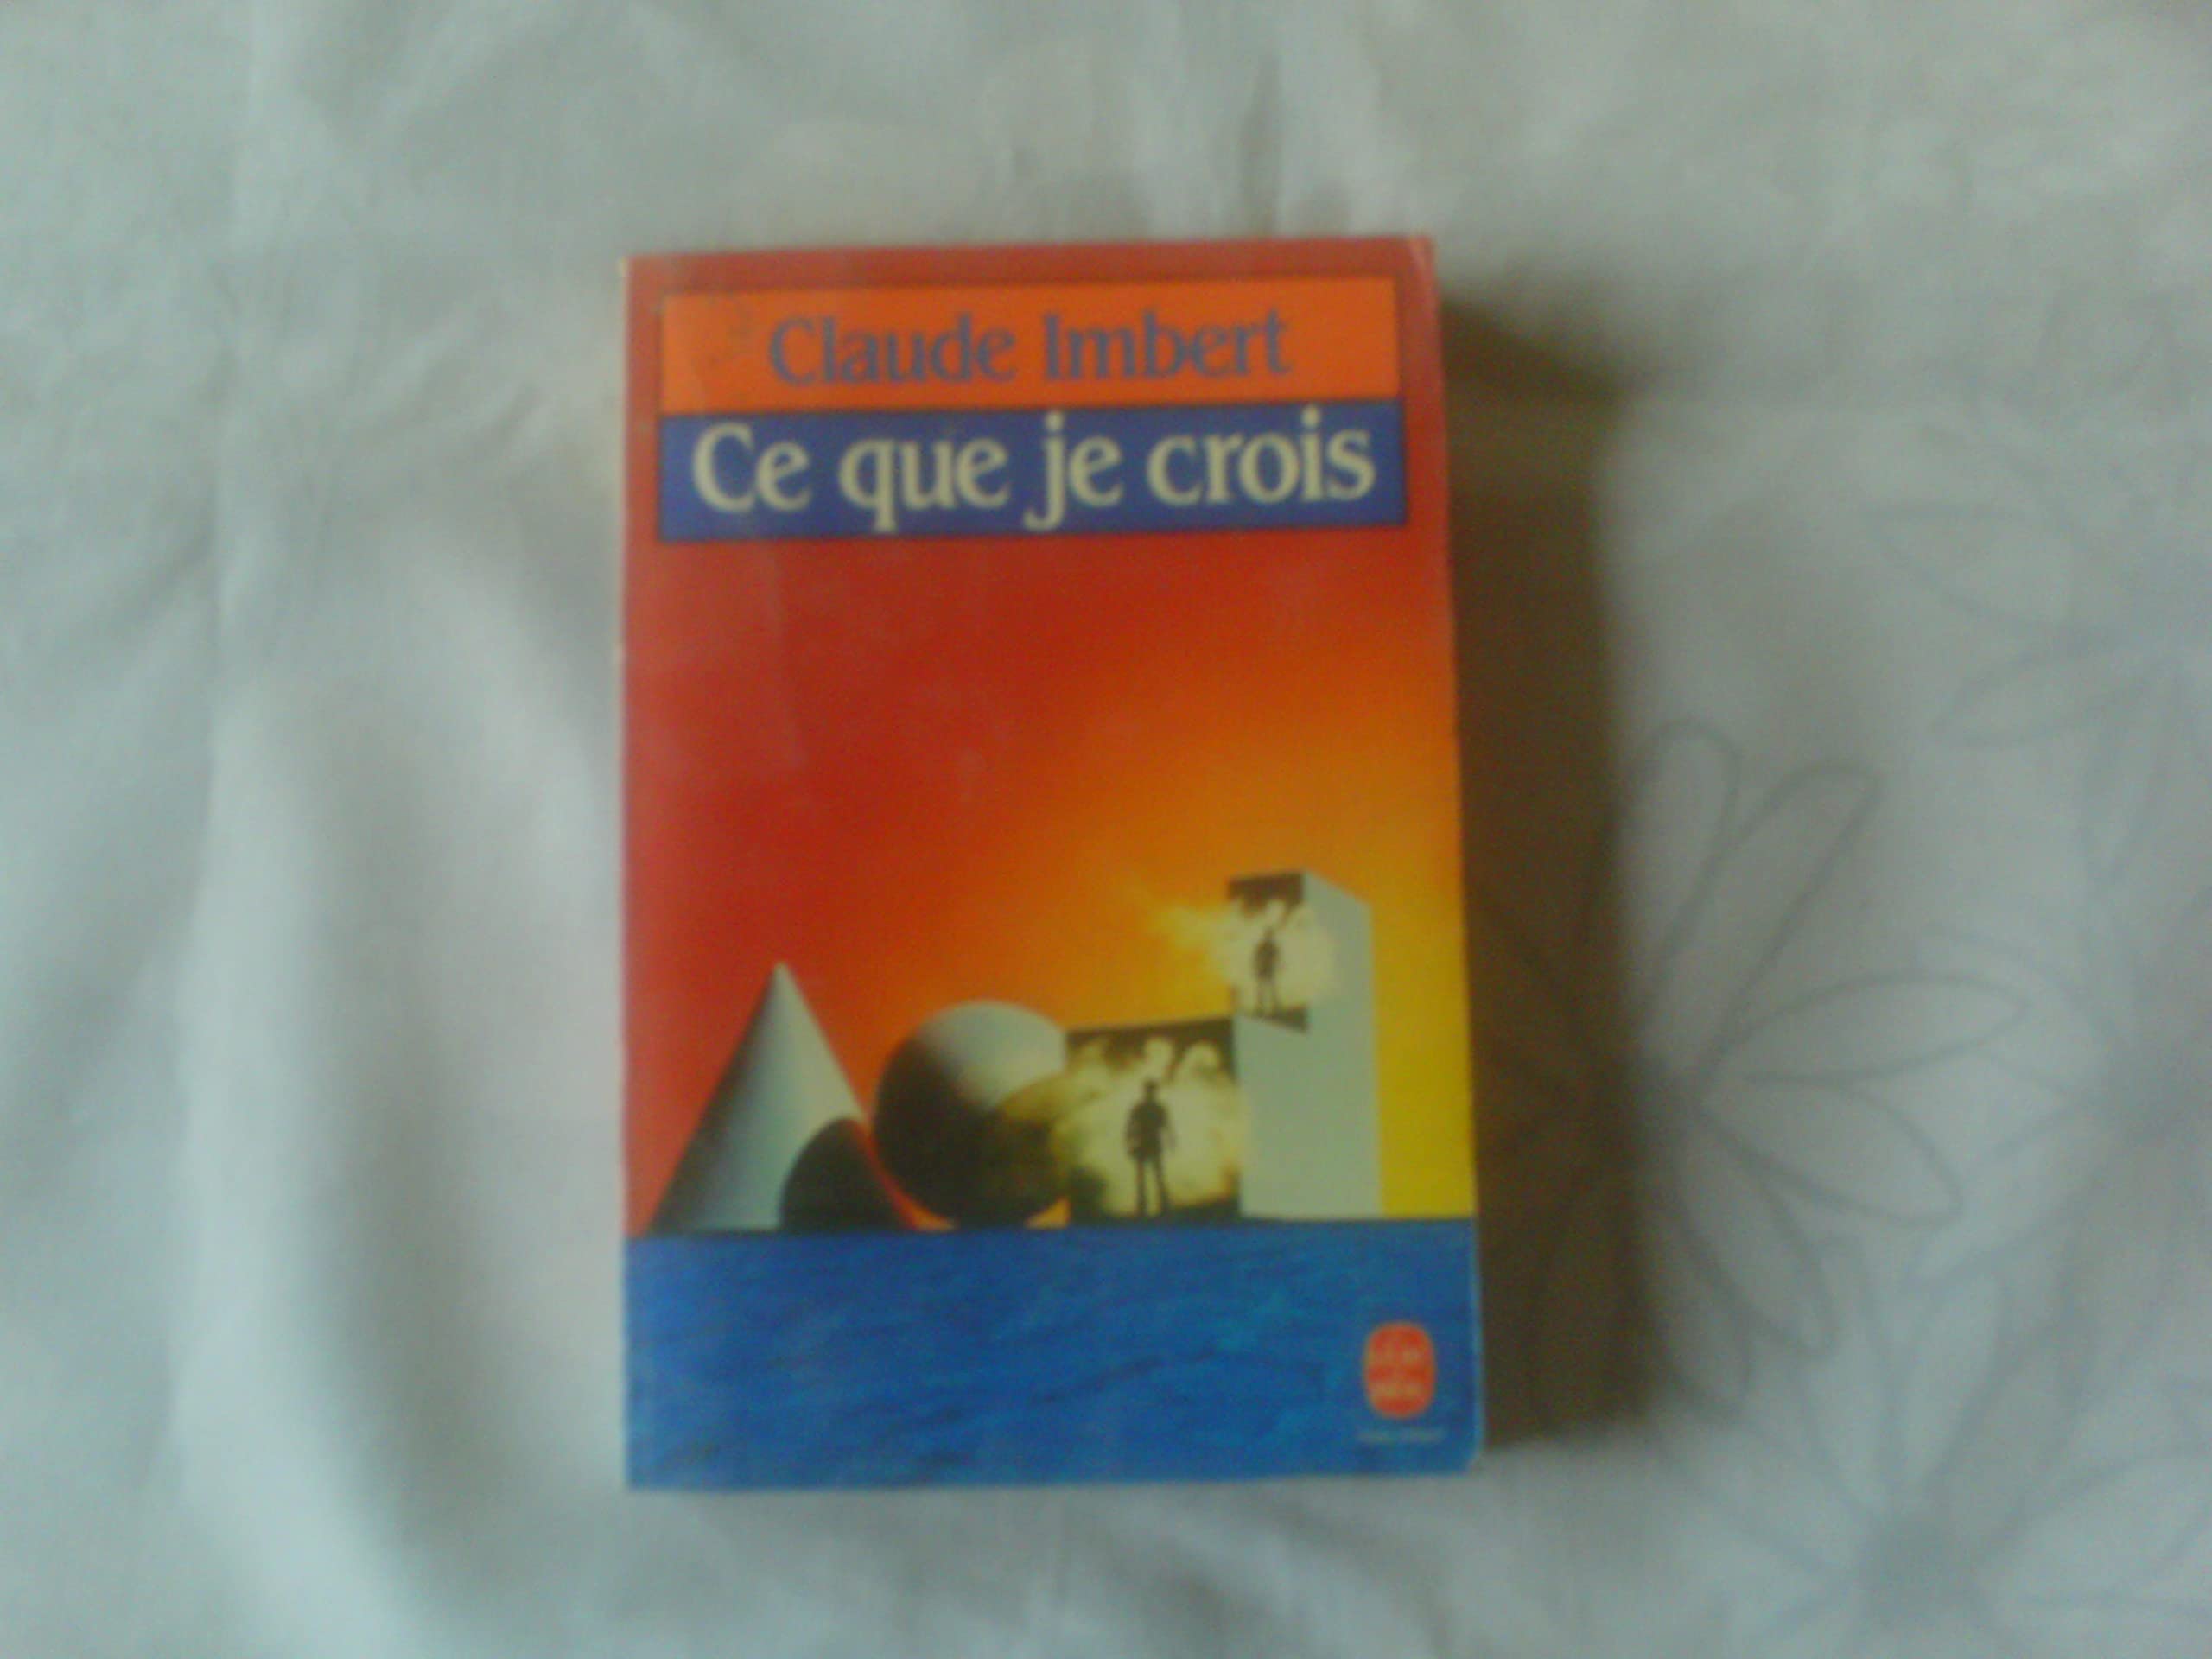 Claude Imbert
Ce que je crois